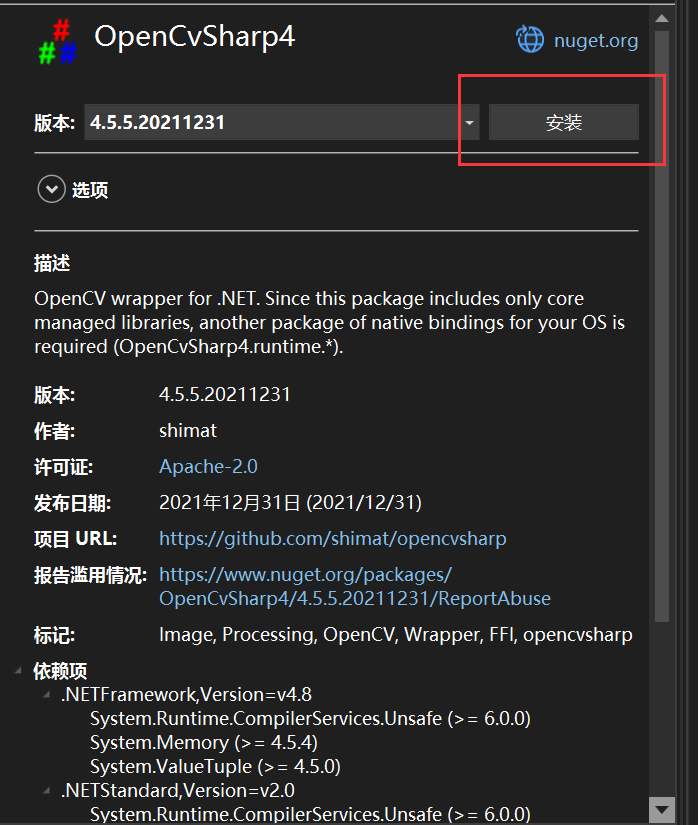 OpenCvSharp4
nuget.org
版本: 4.5.5.20211231 安装
选项
描述
OpenCV wrapper for .NET. Since this package includes only core
managed libraries, another package of native bindings for your OS is
required (OpenCvSharp4.runtime.*).
版本: 4.5.5.20211231
作者: shimat
许可证: Apache-2.0
发布日期: 2021年12月31日 (2021/12/31)
项目 URL: https://github.com/shimat/opencvsharp
报告滥用情况: https://www.nuget.org/packages/
OpenCvSharp4/4.5.5.20211231/ReportAbuse
标记: Image, Processing, OpenCV, Wrapper, FFI, opencvsharp
依赖项
.NETFramework,Version=v4.8
System.Runtime.CompilerServices.Unsafe (>= 6.0.0)
System.Memory (>= 4.5.4)
System.ValueTuple (>= 4.5.0)
.NETStandard,Version=v2.0
System.Runtime.CompilerServices.Unsafe (>= 6.0.0)